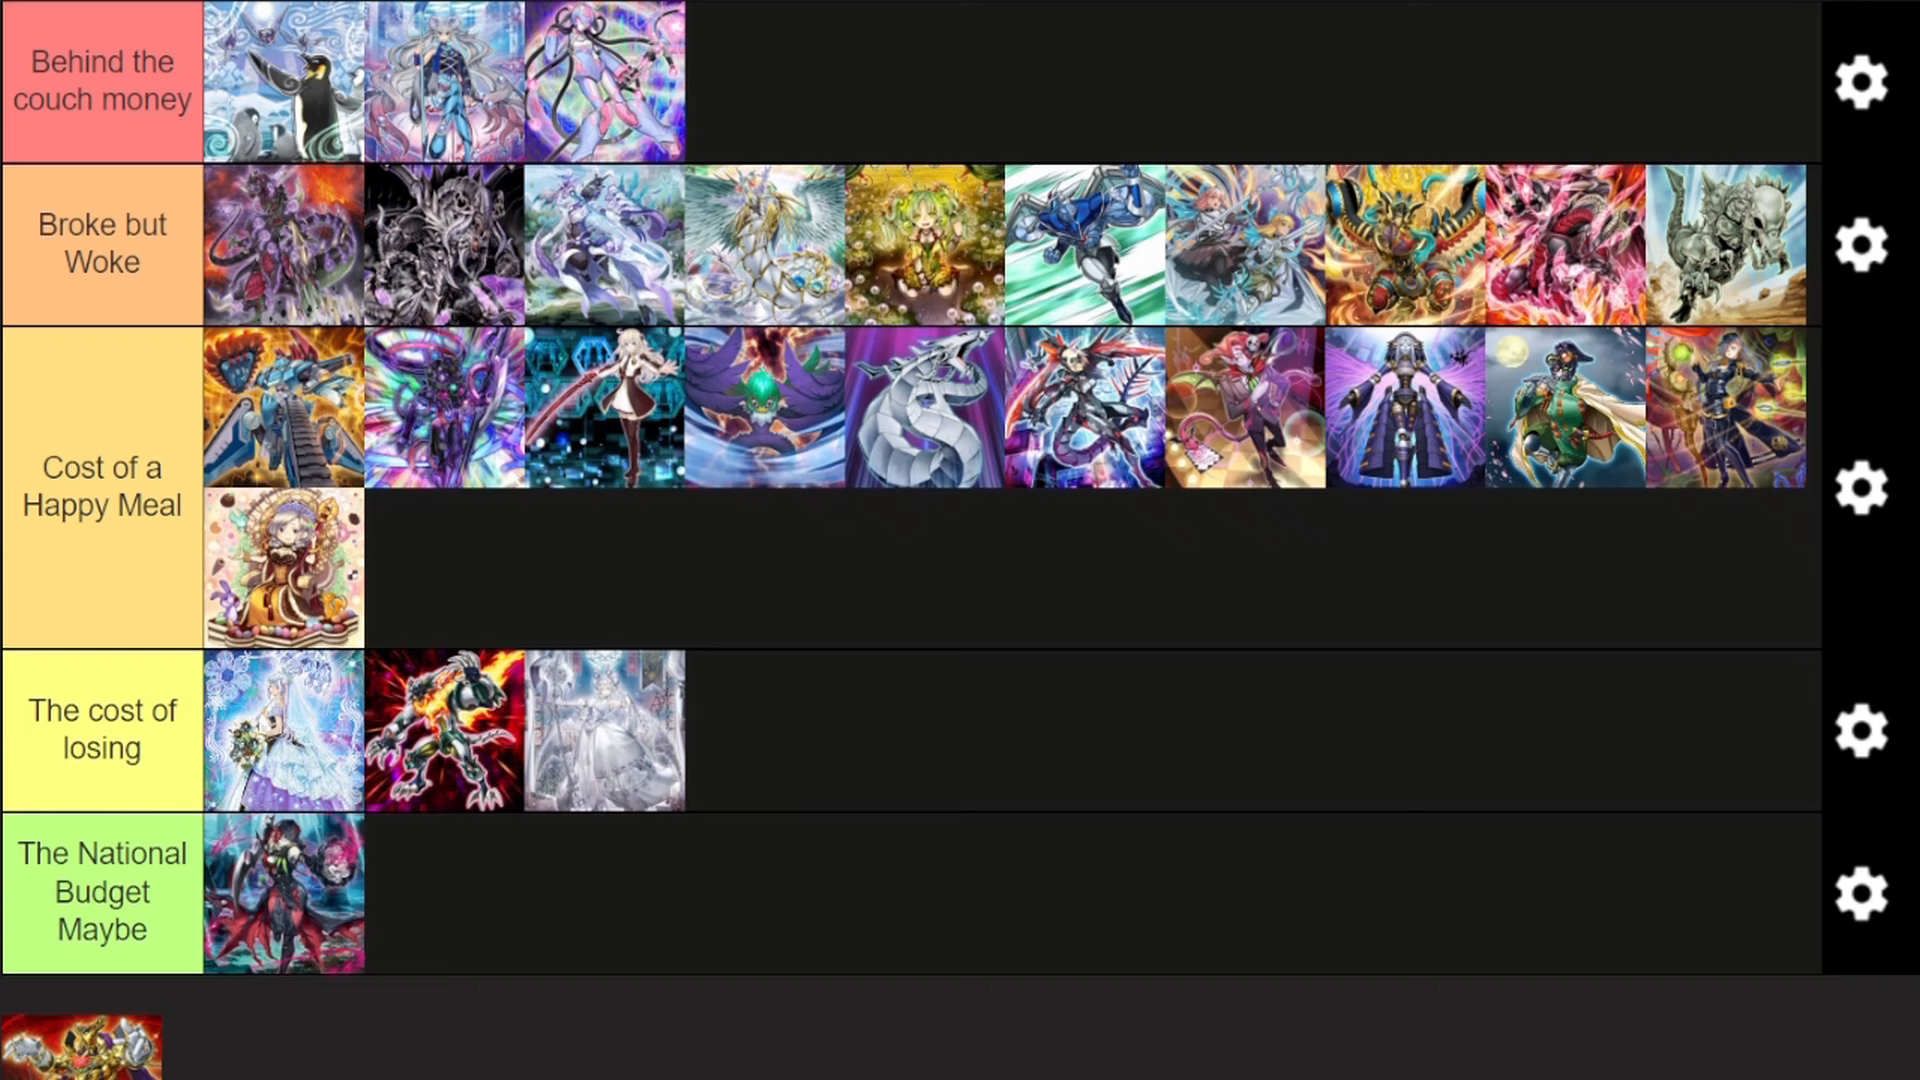 Behind the
couch money
Broke but
Woke
Cost of a
Happy Meal
The cost of
losing
The National
Budget
Maybe